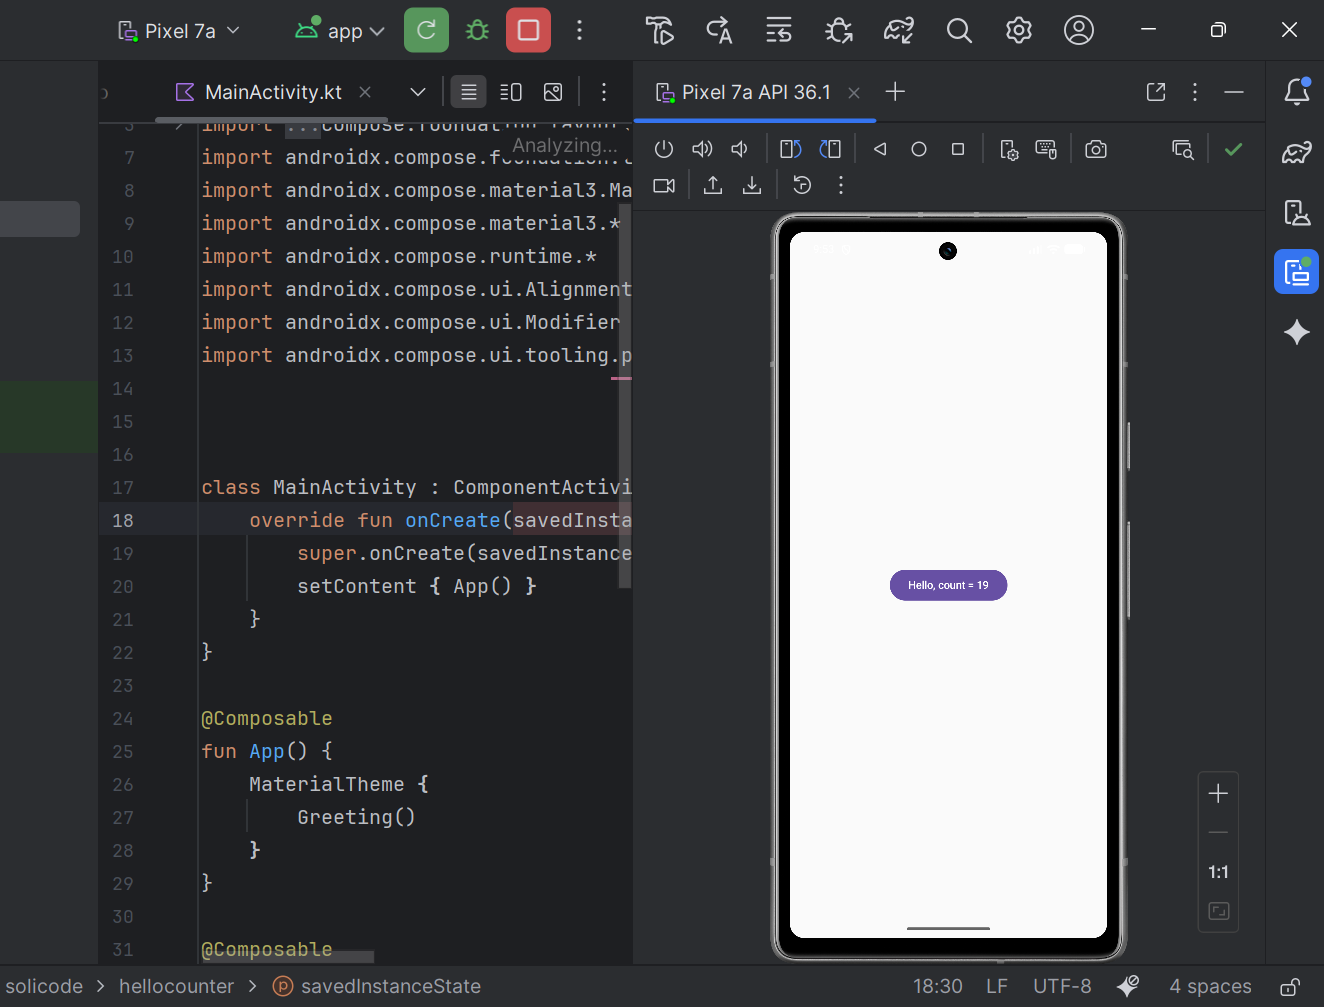 Pixel 7a
app
MainActivity.kt
Pixel 7a API 36.1
Analyzing...
import ...compose.foundation.layout
7 import androidx.compose.foundation.
8 import androidx.compose.material3.Ma
9 import androidx.compose.material3.*
10 import androidx.compose.runtime.*
11 import androidx.compose.ui.Alignment
12 import androidx.compose.ui.Modifier
13 import androidx.compose.ui.tooling.p
14
15
16
17 class MainActivity : ComponentActivi
18 override fun onCreate(savedInsta
19 super.onCreate(savedInstance
20 setContent { App() }
21 }
22 }
23
24 @Composable
25 fun App() {
26 MaterialTheme {
27 Greeting()
28 }
29 }
30
31 @Composable
Hello, count = 19
1:1
solicode > hellocounter > savedInstanceState
18:30 LF UTF-8 4 spaces